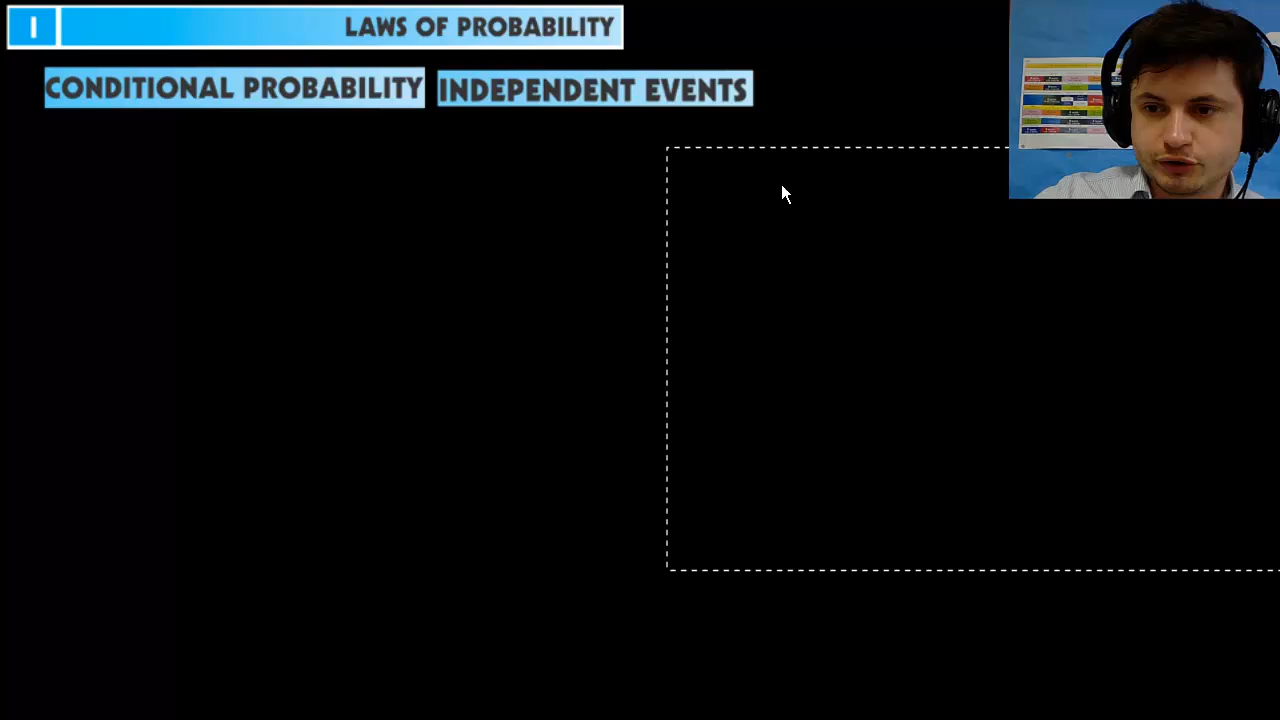 I
LAWS OF PROBABILITY
CONDITIONAL PROBABILITY
INDEPENDENT EVENTS